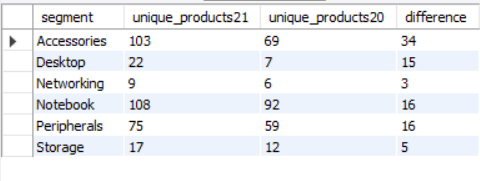 segment unique_products21 unique_products20 difference
Accessories 103 69 34
Desktop 22 7 15
Networking 9 6 3
Notebook 108 92 16
Peripherals 75 59 16
Storage 17 12 5